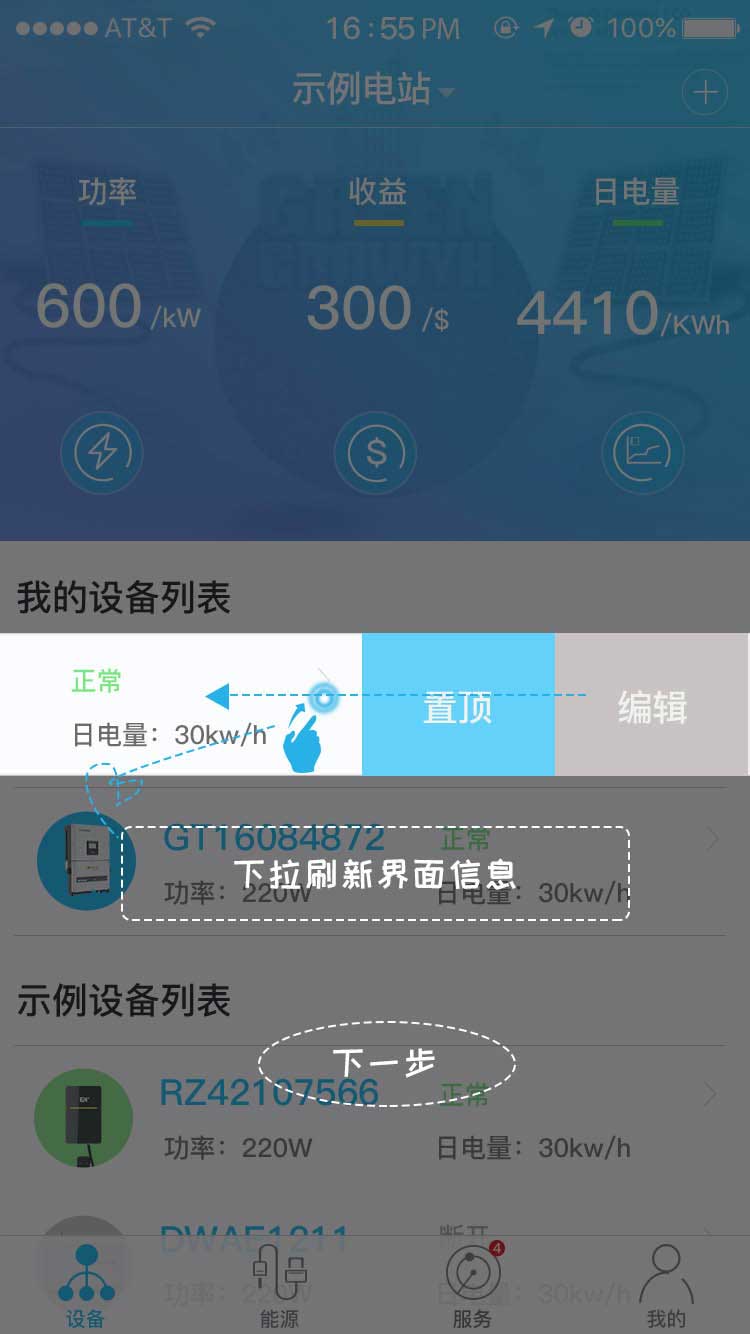 AT&T 16:55PM 100%
示例电站
功率 收益 日电量
GREEN
GROWTH
600/kW 300/$ 4410/KWh
我的设备列表
正常
日电量：30kw/h
置顶 编辑
GT16084872 正常
功率：220W 日电量：30kw/h
下拉刷新界面信息
示例设备列表
下一步
RZ42107566 正常
功率：220W 日电量：30kw/h
DWAE1211 断开
功率：220W 日电量：30kw/h
4
设备 能源 服务 我的